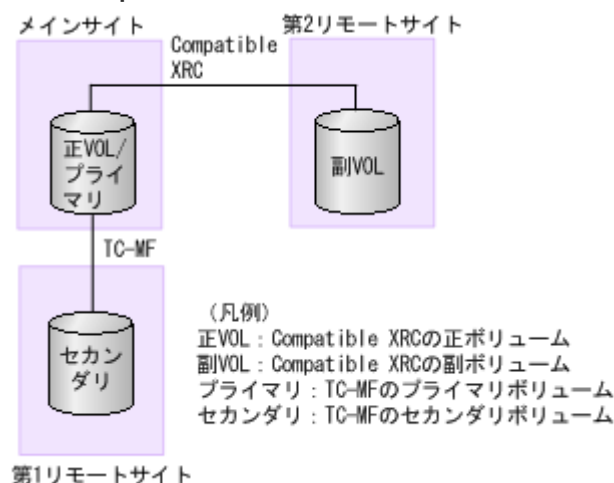 メインサイト
第2リモートサイト
Compatible
XRC
正VOL/
プライ
マリ
副VOL
TC-MF
セカン
ダリ
(凡例)
正VOL:Compatible XRCの正ボリューム
副VOL:Compatible XRCの副ボリューム
プライマリ:TC-MFのプライマリボリューム
セカンダリ:TC-MFのセカンダリボリューム
第1リモートサイト